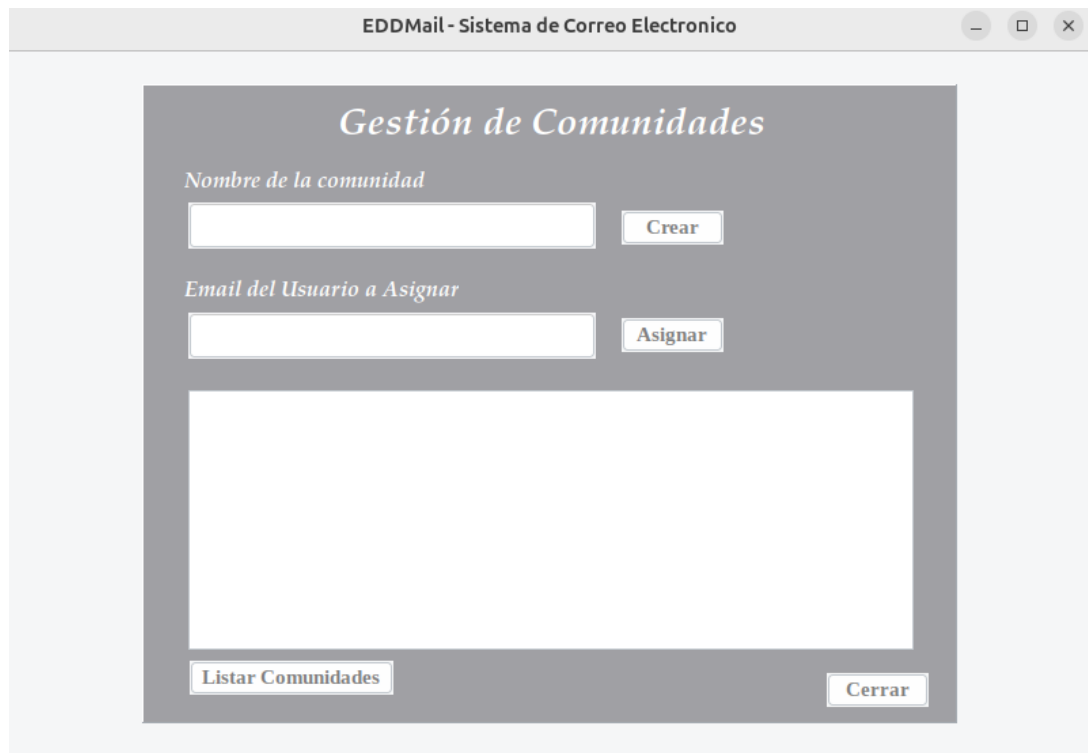 EDDMail - Sistema de Correo Electronico
Gestión de Comunidades
Nombre de la comunidad
Crear
Email del Usuario a Asignar
Asignar
Listar Comunidades
Cerrar